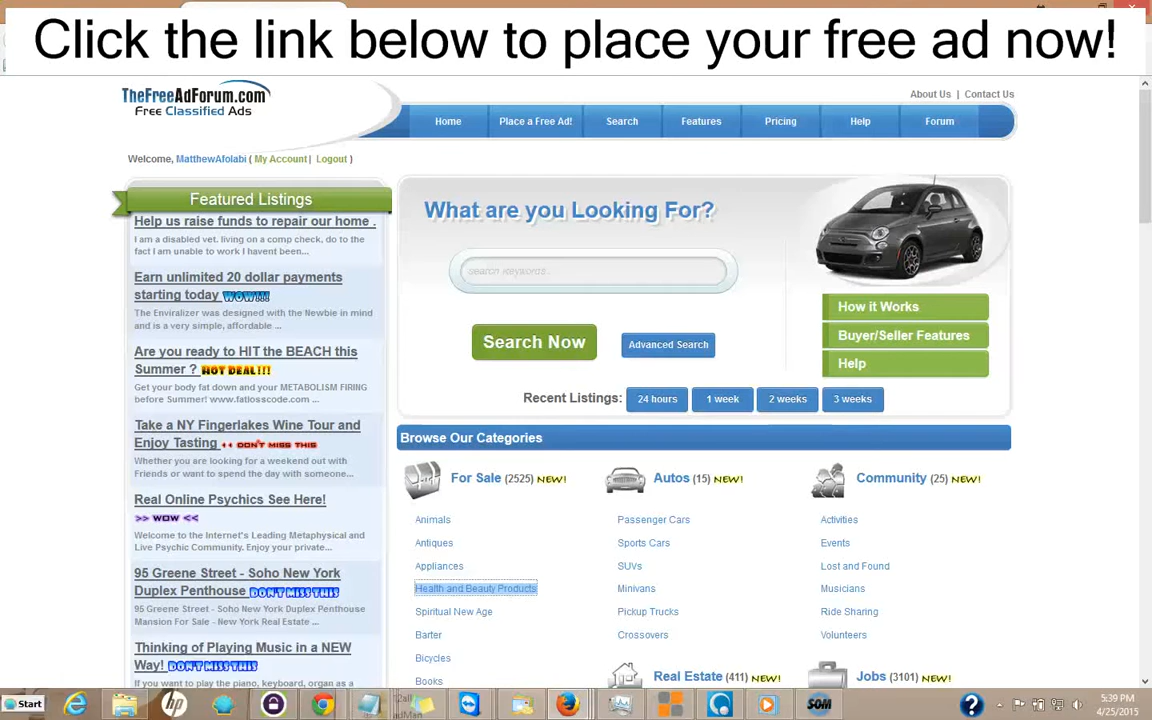 Click the link below to place your free ad now!
TheFreeAdForum.com
Free Classified Ads
About Us | Contact Us
Home
Place a Free Ad!
Search
Features
Pricing
Help
Forum
Welcome, MatthewAfolabi ( My Account | Logout )
Featured Listings
Help us raise funds to repair our home .
I am a disabled vet. living on a comp check, do to the
fact I am unable to work I havent been...
Earn unlimited 20 dollar payments
starting today WOW!!!
The Enviralizer was designed with the Newbie in mind
and is a very simple, affordable ...
Are you ready to HIT the BEACH this
Summer ? HOT DEAL!!!
Get your body fat down and your METABOLISM FIRING
before Summer! www.fatlosscode.com ...
Take a NY Fingerlakes Wine Tour and
Enjoy Tasting DON'T MISS THIS
Whether you are looking for a weekend out with
Friends or want to spend the day with someone...
Real Online Psychics See Here!
>> WOW <<
Welcome to the Internet's Leading Metaphysical and
Live Psychic Community. Enjoy your private...
95 Greene Street - Soho New York
Duplex Penthouse DON'T MISS THIS
95 Greene Street - Soho New York Duplex Penthouse
Mansion For Sale - New York Real Estate ...
Thinking of Playing Music in a NEW
Way! DON'T MISS THIS
If you want to play the piano, keyboard, organ as a
What are you Looking For?
search keywords..
Search Now
Advanced Search
How it Works
Buyer/Seller Features
Help
Recent Listings:
24 hours
1 week
2 weeks
3 weeks
Browse Our Categories
For Sale (2525) NEW!
Animals
Antiques
Appliances
Health and Beauty Products
Spiritual New Age
Barter
Bicycles
Books
Autos (15) NEW!
Passenger Cars
Sports Cars
SUVs
Minivans
Pickup Trucks
Crossovers
Real Estate (411) NEW!
Community (25) NEW!
Activities
Events
Lost and Found
Musicians
Ride Sharing
Volunteers
Jobs (3101) NEW!
Start
hp
SOM
5:39 PM
4/25/2015